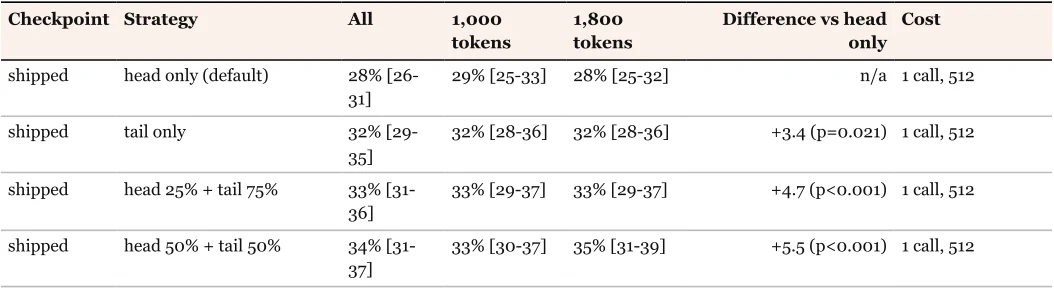 Checkpoint Strategy All 1,000 tokens 1,800 tokens Difference vs head only Cost
shipped head only (default) 28% [26-31] 29% [25-33] 28% [25-32] n/a 1 call, 512
shipped tail only 32% [29-35] 32% [28-36] 32% [28-36] +3.4 (p=0.021) 1 call, 512
shipped head 25% + tail 75% 33% [31-36] 33% [29-37] 33% [29-37] +4.7 (p<0.001) 1 call, 512
shipped head 50% + tail 50% 34% [31-37] 33% [30-37] 35% [31-39] +5.5 (p<0.001) 1 call, 512